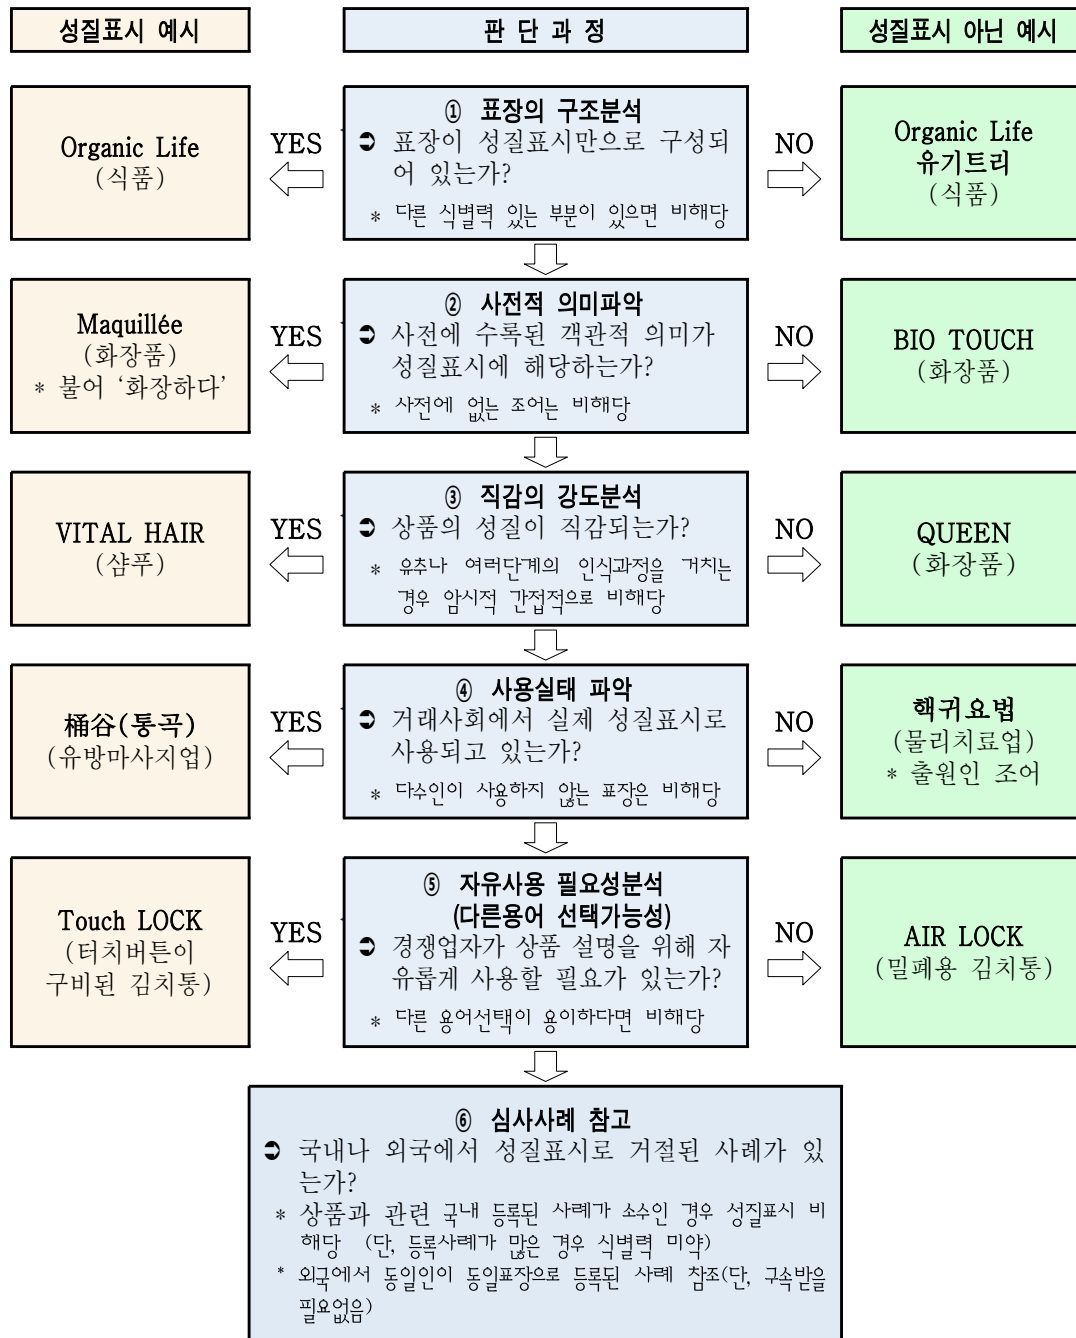 성질표시 예시
판 단 과 정
성질표시 아닌 예시
Organic Life
(식품)
YES
① 표장의 구조분석
➲ 표장이 성질표시만으로 구성되
어 있는가?
* 다른 식별력 있는 부분이 있으면 비해당
NO
Organic Life
유기트리
(식품)
Maquillée
(화장품)
* 불어 ‘화장하다’
YES
② 사전적 의미파악
➲ 사전에 수록된 객관적 의미가
성질표시에 해당하는가?
* 사전에 없는 조어는 비해당
NO
BIO TOUCH
(화장품)
VITAL HAIR
(샴푸)
YES
③ 직감의 강도분석
➲ 상품의 성질이 직감되는가?
* 유추나 여러단계의 인식과정을 거치는
경우 암시적 간접적으로 비해당
NO
QUEEN
(화장품)
桶谷(통곡)
(유방마사지업)
YES
④ 사용실태 파악
➲ 거래사회에서 실제 성질표시로
사용되고 있는가?
* 다수인이 사용하지 않는 표장은 비해당
NO
핵귀요법
(물리치료업)
* 출원인 조어
Touch LOCK
(터치버튼이
구비된 김치통)
YES
⑤ 자유사용 필요성분석
(다른용어 선택가능성)
➲ 경쟁업자가 상품 설명을 위해 자
유롭게 사용할 필요가 있는가?
* 다른 용어선택이 용이하다면 비해당
NO
AIR LOCK
(밀폐용 김치통)
⑥ 심사사례 참고
➲ 국내나 외국에서 성질표시로 거절된 사례가 있
는가?
* 상품과 관련 국내 등록된 사례가 소수인 경우 성질표시 비
해당 (단, 등록사례가 많은 경우 식별력 미약)
* 외국에서 동일인이 동일표장으로 등록된 사례 참조(단, 구속받을
필요없음)